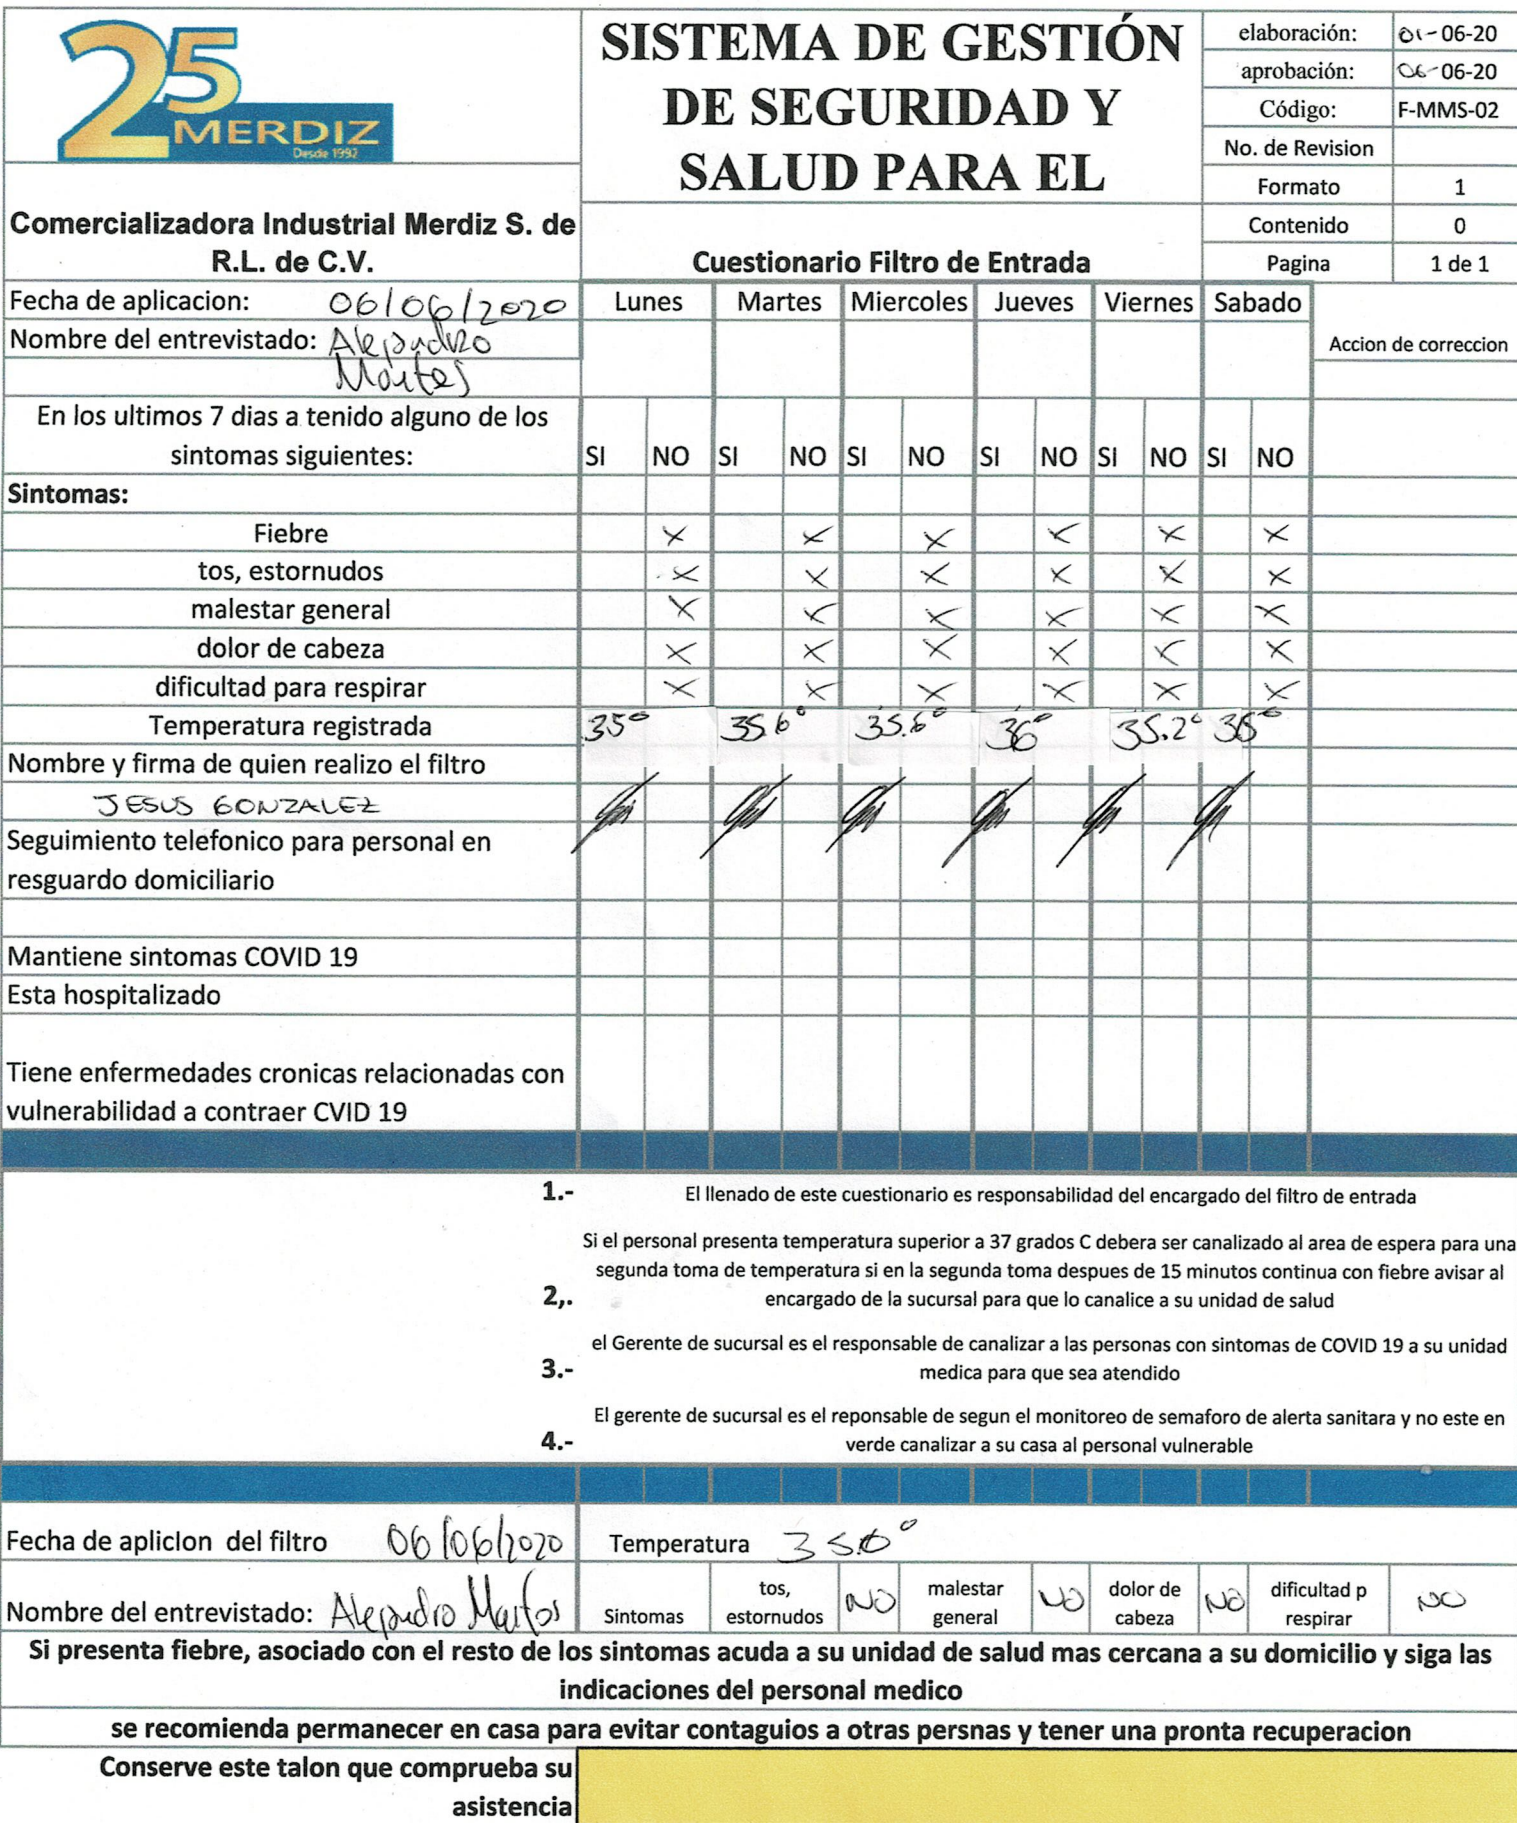 25
MERDIZ
Desde 1992
SISTEMA DE GESTIÓN
DE SEGURIDAD Y
SALUD PARA EL
elaboración: 01-06-20
aprobación: 06-06-20
Código: F-MMS-02
No. de Revision
Formato 1
Contenido 0
Pagina 1 de 1
Comercializadora Industrial Merdiz S. de
R.L. de C.V.
Cuestionario Filtro de Entrada
Fecha de aplicacion: 06/06/2020
Lunes Martes Miercoles Jueves Viernes Sabado
Nombre del entrevistado: Alejandro
Accion de correccion
En los ultimos 7 dias a tenido alguno de los
sintomas siguientes:
SI NO SI NO SI NO SI NO SI NO SI NO
Sintomas:
Fiebre X X X X X X
tos, estornudos X X X X X X
malestar general X X X X X X
dolor de cabeza X X X X X X
dificultad para respirar X X X X X X
Temperatura registrada 35° 35.6° 35.6° 36° 35.2°
Nombre y firma de quien realizo el filtro
JESUS GONZALEZ
Seguimiento telefonico para personal en
resguardo domiciliario
Mantiene sintomas COVID 19
Esta hospitalizado
Tiene enfermedades cronicas relacionadas con
vulnerabilidad a contraer CVID 19
1.- El llenado de este cuestionario es responsabilidad del encargado del filtro de entrada
Si el personal presenta temperatura superior a 37 grados C debera ser canalizado al area de espera para una
segunda toma de temperatura si en la segunda toma despues de 15 minutos continua con fiebre avisar al
2,. encargado de la sucursal para que lo canalice a su unidad de salud
el Gerente de sucursal es el responsable de canalizar a las personas con sintomas de COVID 19 a su unidad
3.- medica para que sea atendido
El gerente de sucursal es el reponsable de segun el monitoreo de semaforo de alerta sanitara y no este en
4.- verde canalizar a su casa al personal vulnerable
Fecha de aplicIon del filtro 06/06/2020
Temperatura
Nombre del entrevistado: Alejandro
Sintomas
tos,
estornudos
NO
malestar
general
NO
dolor de
cabeza
NO
dificultad p
respirar
NO
Si presenta fiebre, asociado con el resto de los sintomas acuda a su unidad de salud mas cercana a su domicilio y siga las
indicaciones del personal medico
se recomienda permanecer en casa para evitar contaguios a otras persnas y tener una pronta recuperacion
Conserve este talon que comprueba su
asistencia